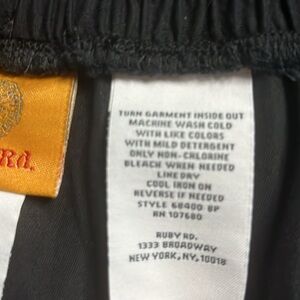 Rd.
TURN GARMENT INSIDE OUT
MACHINE WASH COLD
WITH LIKE COLORS
WITH MILD DETERGENT
ONLY NON-CHLORINE
BLEACH WHEN NEEDED
LINE DRY
COOL IRON ON
REVERSE IF NEEDED
STYLE 68400 8P
RN 107680
RUBY RD.
1333 BROADWAY
NEW YORK, NY, 10018